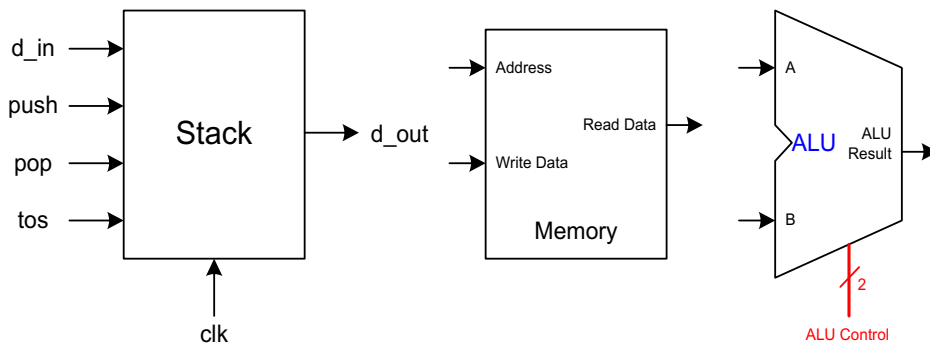 d_in
push
pop
tos
Stack
d_out
clk
Address
Read Data
Write Data
Memory
A
ALU
ALU
Result
B
2
ALU Control